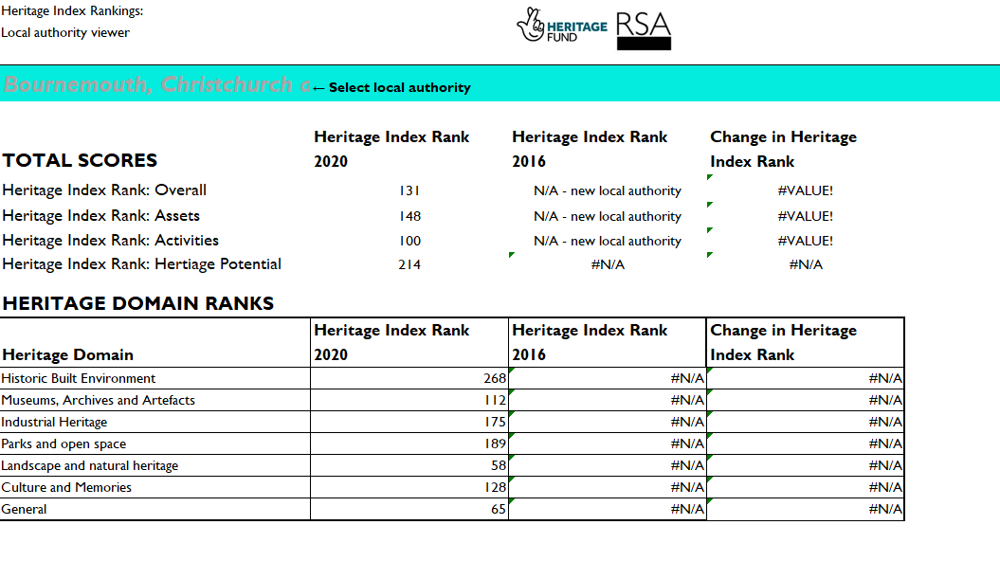 Heritage Index Rankings:
Local authority viewer
HERITAGE FUND
RSA
Bournemouth, Christchurch a ← Select local authority
TOTAL SCORES Heritage Index Rank 2020 Heritage Index Rank 2016 Change in Heritage Index Rank
Heritage Index Rank: Overall 131 N/A - new local authority #VALUE!
Heritage Index Rank: Assets 148 N/A - new local authority #VALUE!
Heritage Index Rank: Activities 100 N/A - new local authority #VALUE!
Heritage Index Rank: Hertiage Potential 214 #N/A #N/A
HERITAGE DOMAIN RANKS
Heritage Domain Heritage Index Rank 2020 Heritage Index Rank 2016 Change in Heritage Index Rank
Historic Built Environment 268 #N/A #N/A
Museums, Archives and Artefacts 112 #N/A #N/A
Industrial Heritage 175 #N/A #N/A
Parks and open space 189 #N/A #N/A
Landscape and natural heritage 58 #N/A #N/A
Culture and Memories 128 #N/A #N/A
General 65 #N/A #N/A